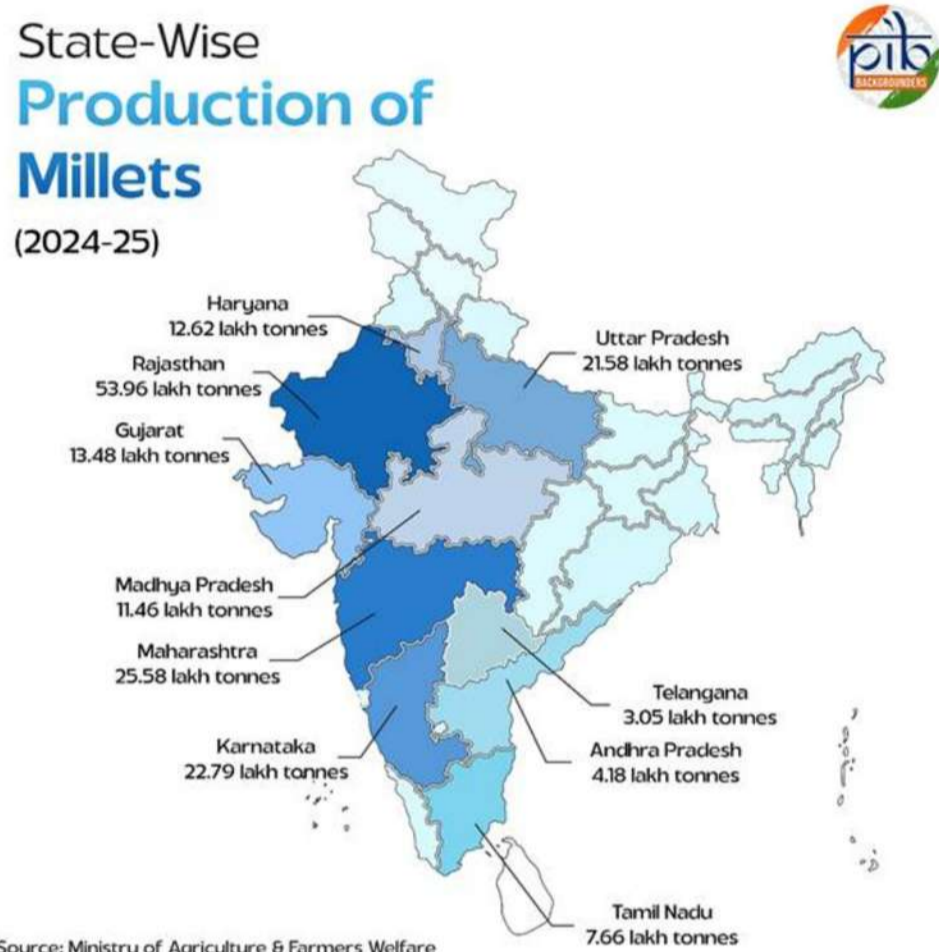 State-Wise
Production of
Millets
(2024-25)
pib
BACKGROUNDERS
Haryana
12.62 lakh tonnes
Rajasthan
53.96 lakh tonnes
Gujarat
13.48 lakh tonnes
Uttar Pradesh
21.58 lakh tonnes
Madhya Pradesh
11.46 lakh tonnes
Maharashtra
25.58 lakh tonnes
Karnataka
22.79 lakh tonnes
Telangana
3.05 lakh tonnes
Andhra Pradesh
4.18 lakh tonnes
Tamil Nadu
7.66 lakh tonnes
Source: Ministry of Agriculture & Farmers Welfare